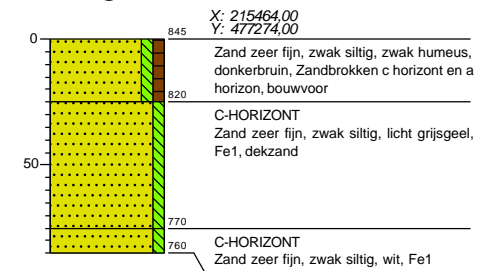 X: 215464,00
Y: 477274,00
0
845
Zand zeer fijn, zwak siltig, zwak humeus,
donkerbruin, Zandbrokken c horizont en a
horizon, bouwvoor
820
C-HORIZONT
Zand zeer fijn, zwak siltig, licht grijsgeel,
Fe1, dekzand
50
770
760
C-HORIZONT
Zand zeer fijn, zwak siltig, wit, Fe1